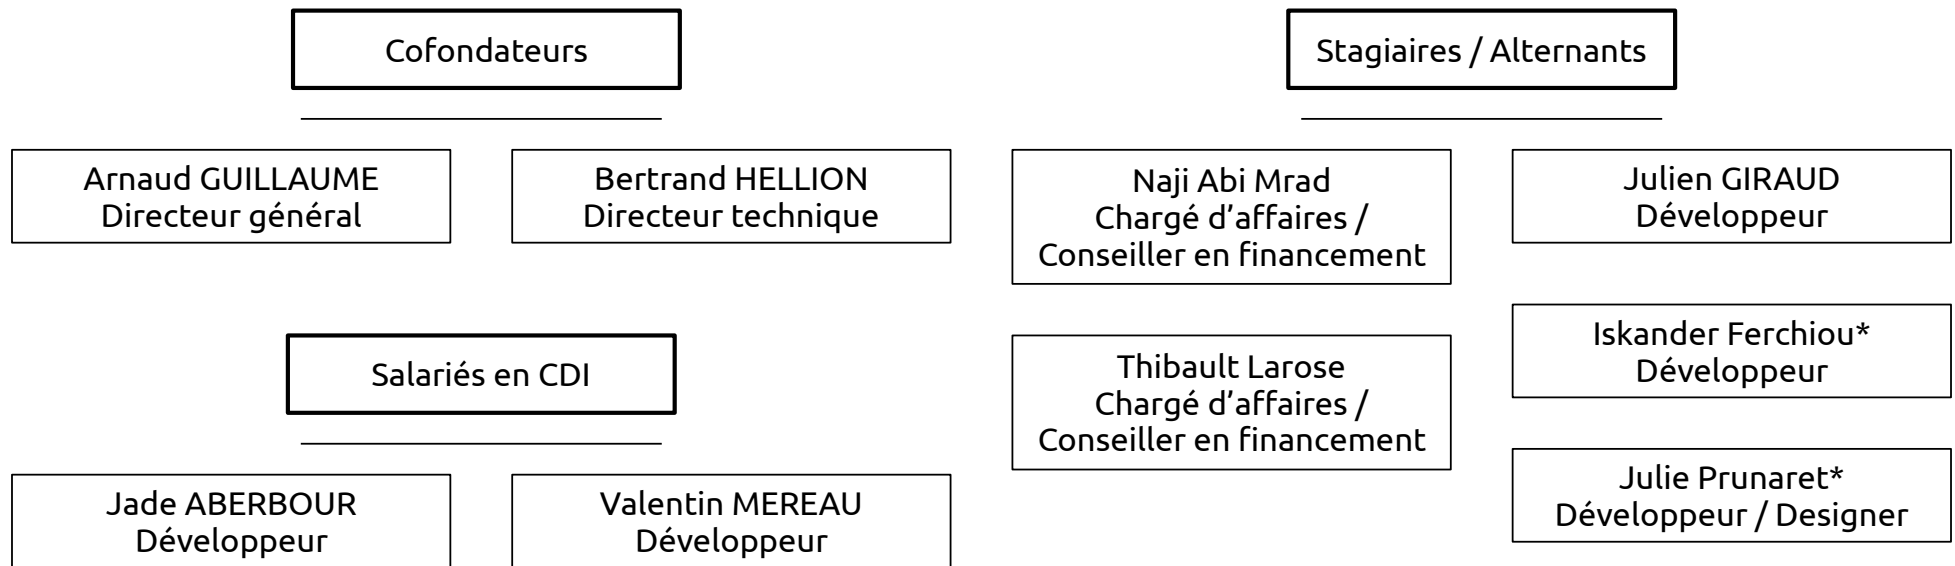 Cofondateurs
Arnaud GUILLAUME
Directeur général
Bertrand HELLION
Directeur technique
Salariés en CDI
Jade ABERBOUR
Développeur
Valentin MEREAU
Développeur
Stagiaires / Alternants
Naji Abi Mrad
Chargé d’affaires /
Conseiller en financement
Thibault Larose
Chargé d’affaires /
Conseiller en financement
Julien GIRAUD
Développeur
Iskander Ferchiou*
Développeur
Julie Prunaret*
Développeur / Designer